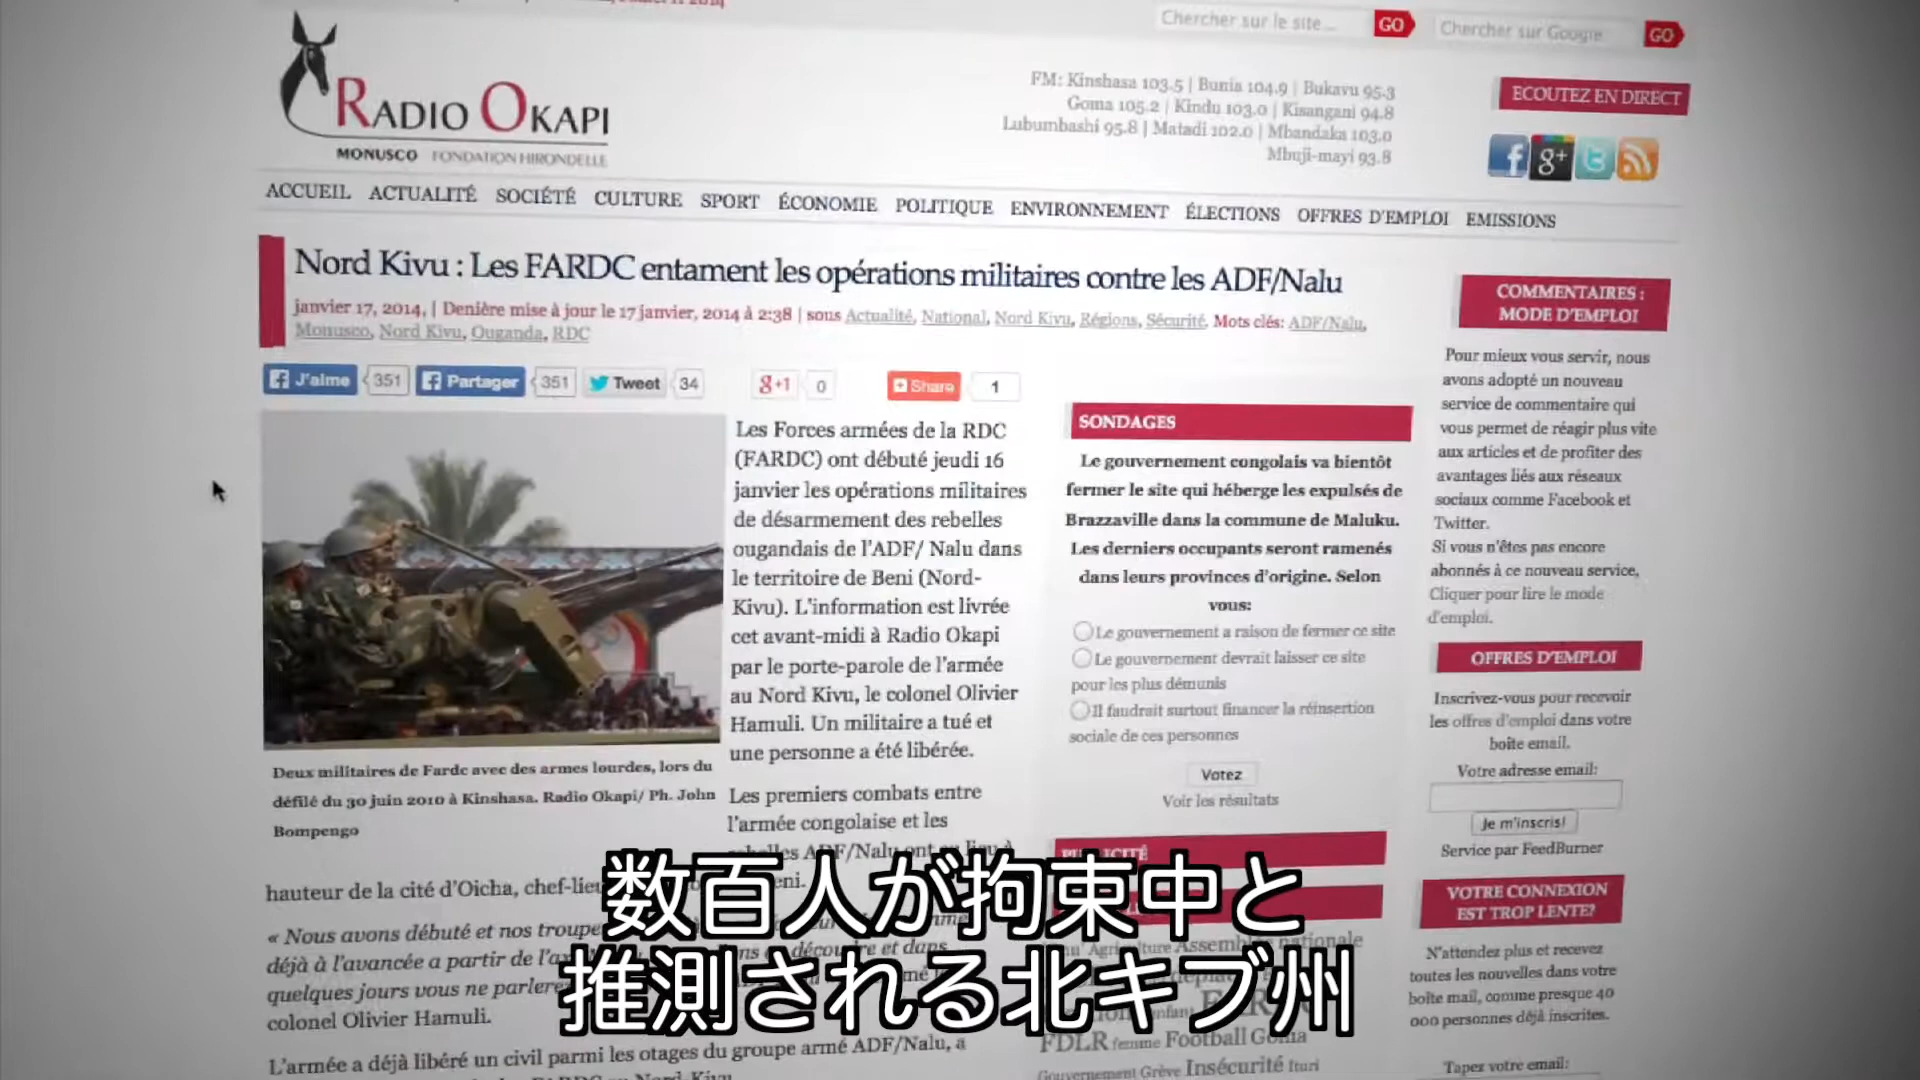 Chercher sur le site...
GO
Chercher sur Google
GO
RADIO OKAPI
MONUSCO FONDATION HIRONDELLE
FM: Kinshasa 103.5 | Bunia 104.9 | Bukavu 95.3
Goma 105.2 | Kindu 103.0 | Kisangani 94.8
Lubumbashi 95.8 | Matadi 102.0 | Mbandaka 103.0
Mbuji-mayi 93.8
ECOUTEZ EN DIRECT
ACCUEIL ACTUALITÉ SOCIÉTÉ CULTURE SPORT ÉCONOMIE POLITIQUE ENVIRONNEMENT ÉLECTIONS OFFRES D'EMPLOI EMISSIONS
Nord Kivu : Les FARDC entament les opérations militaires contre les ADF/Nalu
janvier 17, 2014, | Denière mise à jour le 17 janvier, 2014 à 2:38 | sous Actualité, National, Nord Kivu, Régions, Sécurité. Mots clés: ADF/Nalu,
Monusco, Nord Kivu, Ouganda, RDC
J'aime 351 Partager 351 Tweet 34 g+1 0 Share 1
Les Forces armées de la RDC
(FARDC) ont débuté jeudi 16
janvier les opérations militaires
de désarmement des rebelles
ougandais de l'ADF/ Nalu dans
le territoire de Beni (Nord-
Kivu). L'information est livrée
cet avant-midi à Radio Okapi
par le porte-parole de l'armée
au Nord Kivu, le colonel Olivier
Hamuli. Un militaire a tué et
une personne a été libérée.
Deux militaires de Fardc avec des armes lourdes, lors du
défilé du 30 juin 2010 à Kinshasa. Radio Okapi/ Ph. John
Bompengo
Les premiers combats entre
l'armée congolaise et les
ADF/Nalu ont
hauteur de la cité d'Oicha,
« Nous avons débuté et nos
déjà à l'avancée a partir de
quelques jours vous ne
colonel Olivier Hamuli.
L'armée a déjà libéré un civil parmi les otages du groupe armé ADF/Nalu, a
SONDAGES
Le gouvernement congolais va bientôt
fermer le site qui héberge les expulsés de
Brazzaville dans la commune de Maluku.
Les derniers occupants seront ramenés
dans leurs provinces d'origine. Selon
vous:
Le gouvernement a raison de fermer ce site
Le gouvernement devrait laisser ce site
pour les plus démunis
Il faudrait surtout financer la réinsertion
sociale de ces personnes
Votez
Voir les résultats
PUBLICITÉ
Agriculture Assemblée nationale
FDLR femme Football Goma
Gouvernement Grève Insécurité Ituri
COMMENTAIRES :
MODE D'EMPLOI
Pour mieux vous servir, nous
avons adopté un nouveau
service de commentaire qui
vous permet de réagir plus vite
aux articles et de profiter des
avantages liés aux réseaux
sociaux comme Facebook et
Twitter.
Si vous n'êtes pas encore
abonnés à ce nouveau service,
Cliquer pour lire le mode
d'emploi.
OFFRES D'EMPLOI
Inscrivez-vous pour recevoir
les offres d'emploi dans votre
boîte email.
Votre adresse email:
Je m'inscris!
Service par FeedBurner
VOTRE CONNEXION
EST TROP LENTE?
N'attendez plus et recevez
toutes les nouvelles dans votre
boîte mail, comme presque 40
000 personnes déjà inscrites.
Tapez votre email:
数百人が拘束中と
推測される北キブ州